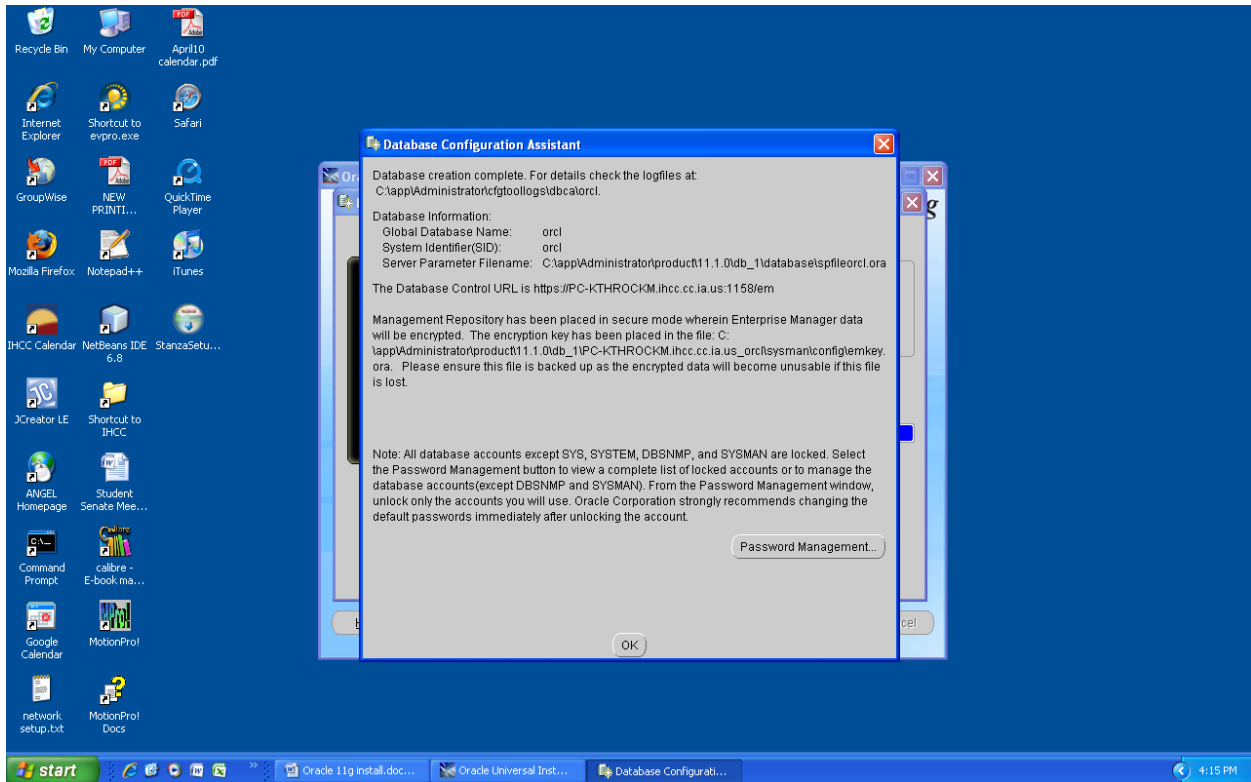 Recycle Bin
My Computer
April10
calendar.pdf
Internet
Explorer
Shortcut to
evpro.exe
Safari
GroupWise
NEW
PRINTI...
QuickTime
Player
Mozilla Firefox
Notepad++
iTunes
IHCC Calendar
NetBeans IDE
6.8
StanzaSetu...
JCreator LE
Shortcut to
IHCC
ANGEL
Homepage
Student
Senate Mee...
Command
Prompt
calibre -
E-book ma...
Google
Calendar
MotionPro!
network
setup.txt
MotionPro!
Docs
Ora
g
Database Configuration Assistant
Database creation complete. For details check the logfiles at:
C:\app\Administrator\cfgtoollogs\dbca\orcl.
Database Information:
Global Database Name: orcl
System Identifier(SID): orcl
Server Parameter Filename: C:\app\Administrator\product\11.1.0\db_1\database\spfileorcl.ora
The Database Control URL is https://PC-KTHROCKM.ihcc.cc.ia.us:1158/em
Management Repository has been placed in secure mode wherein Enterprise Manager data
will be encrypted. The encryption key has been placed in the file: C:
\app\Administrator\product\11.1.0\db_1\PC-KTHROCKM.ihcc.cc.ia.us_orcl\sysman\config\emkey.
ora. Please ensure this file is backed up as the encrypted data will become unusable if this file
is lost.
Note: All database accounts except SYS, SYSTEM, DBSNMP, and SYSMAN are locked. Select
the Password Management button to view a complete list of locked accounts or to manage the
database accounts(except DBSNMP and SYSMAN). From the Password Management window,
unlock only the accounts you will use. Oracle Corporation strongly recommends changing the
default passwords immediately after unlocking the account.
Password Management...
cel
OK
start
Oracle 11g install.doc...
Oracle Universal Inst...
Database Configurati...
4:15 PM